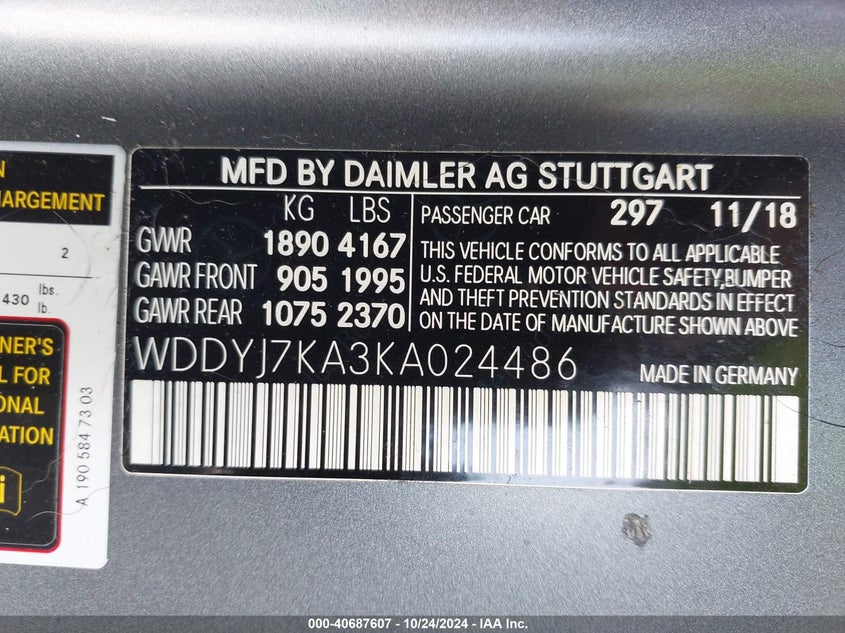 N
HARGEMENT
2
430 lbs.
lb.
NER'S
L FOR
ONAL
ATION
i
A 190 584 73 03
MFD BY DAIMLER AG STUTTGART
KG LBS
GWWR 1890 4167
GAWR FRONT 905 1995
GAWR REAR 1075 2370
PASSENGER CAR 297 11/18
THIS VEHICLE CONFORMS TO ALL APPLICABLE
U.S. FEDERAL MOTOR VEHICLE SAFETY,BUMPER
AND THEFT PREVENTION STANDARDS IN EFFECT
ON THE DATE OF MANUFACTURE SHOWN ABOVE
WDDYJ7KA3KA024486
MADE IN GERMANY
000-40687607 - 10/24/2024 - IAA Inc.